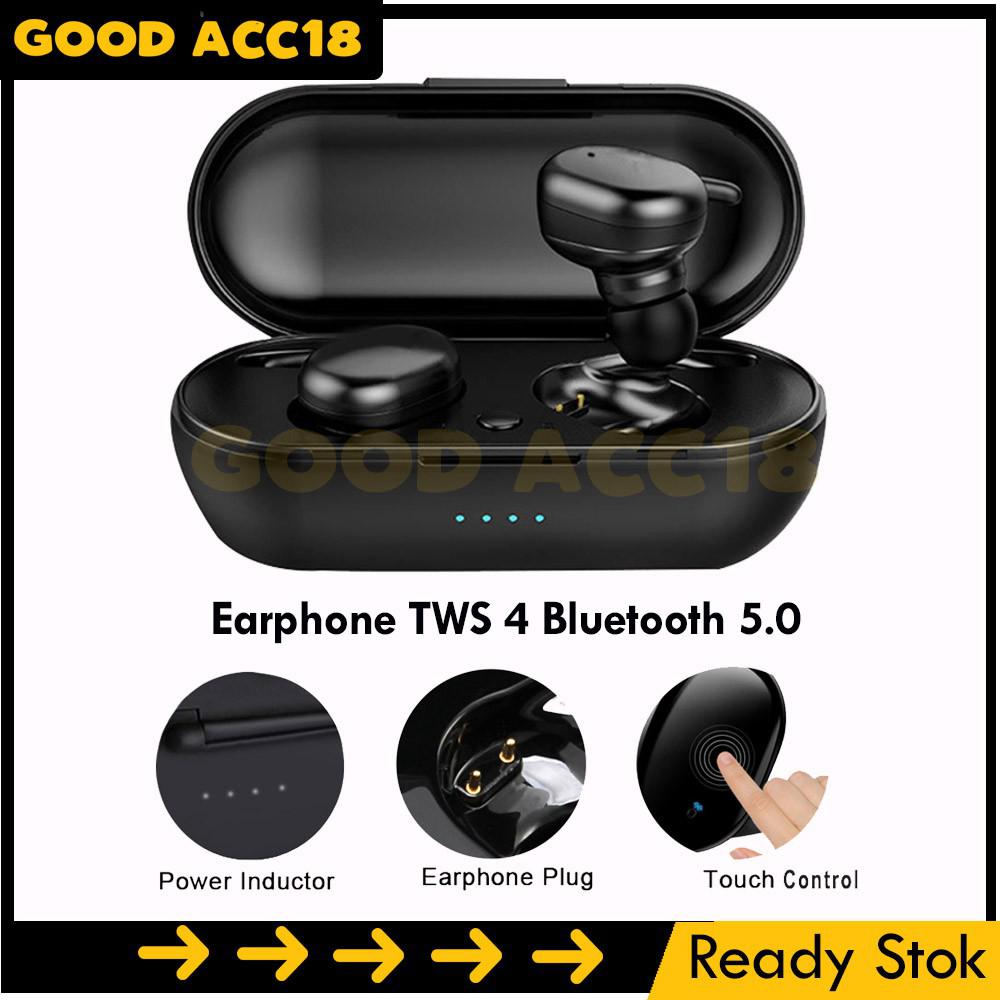 GOOD ACC18
GOOD ACC18
Earphone TWS 4 Bluetooth 5.0
Power Inductor
Earphone Plug
Touch Control
Ready Stok